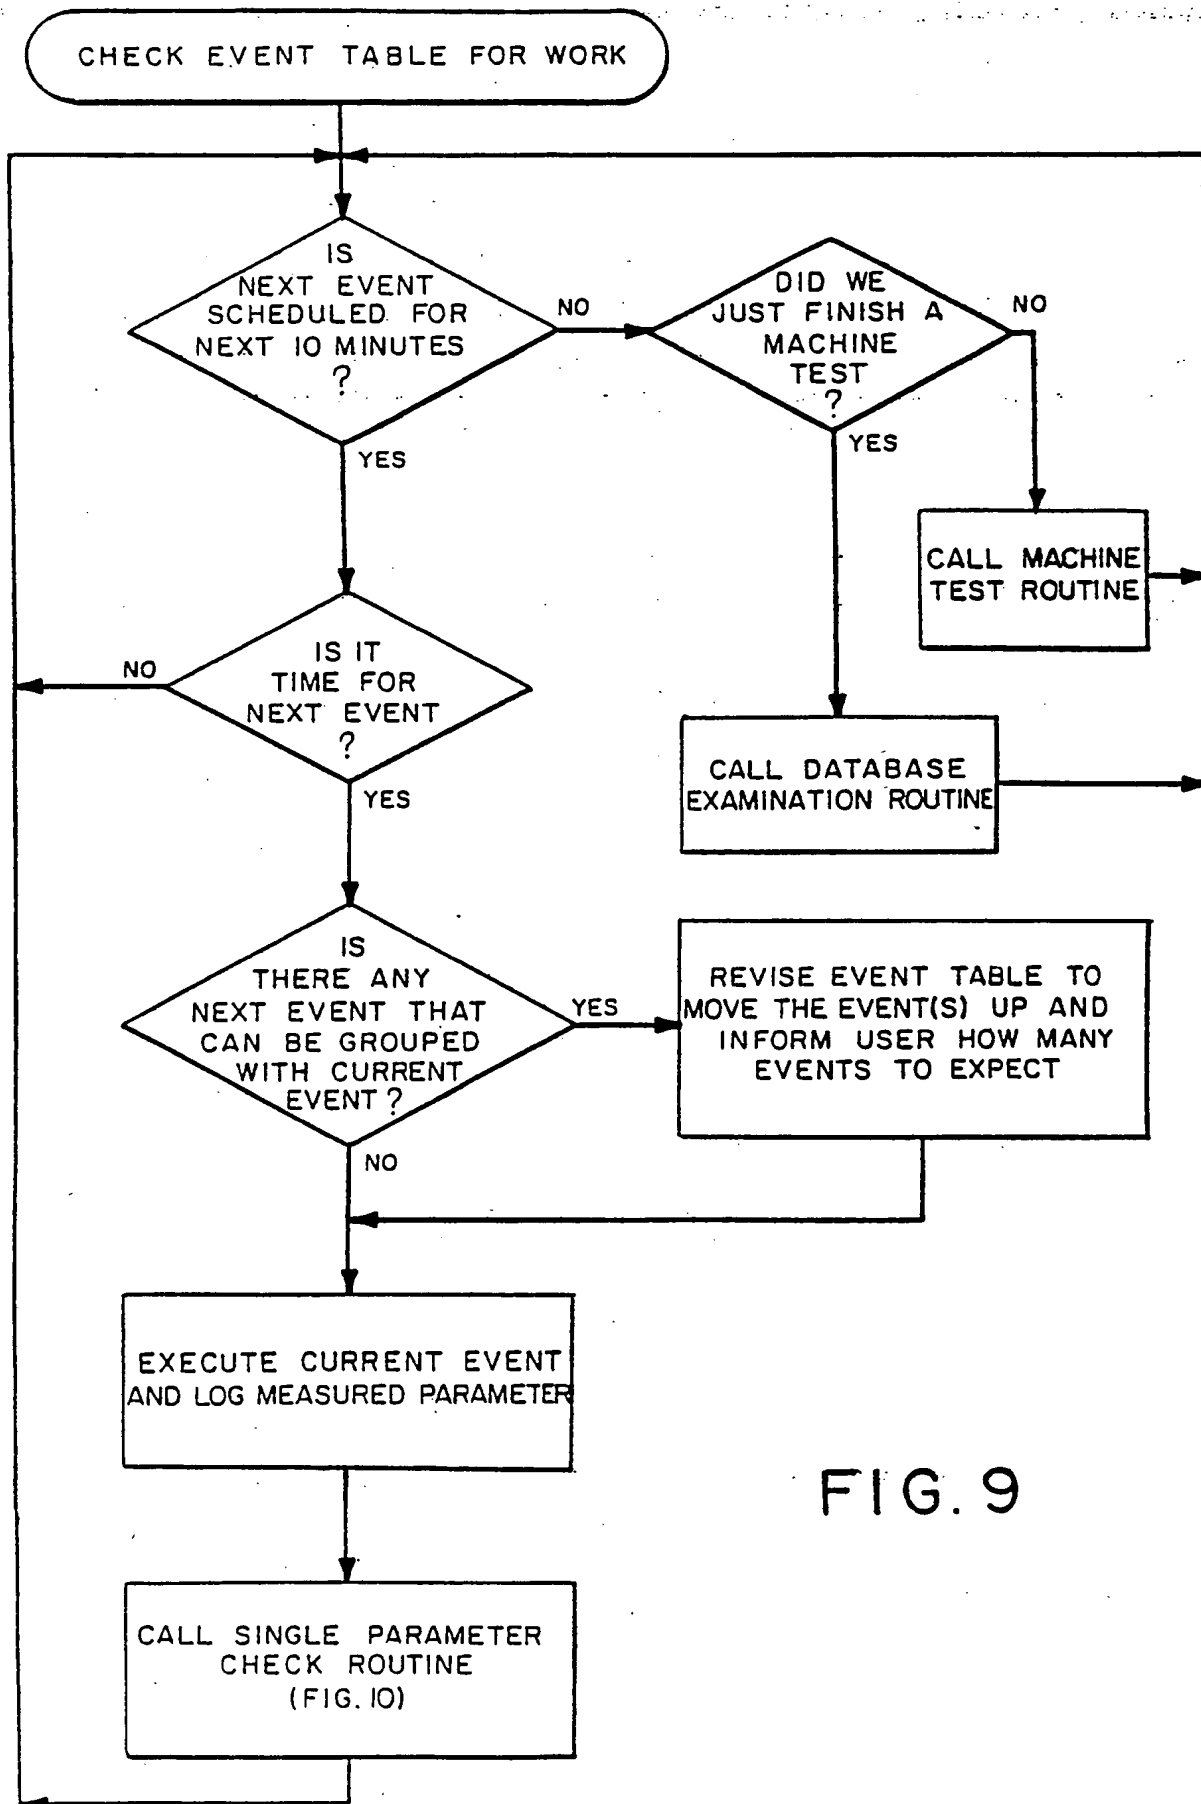 CHECK EVENT TABLE FOR WORK
IS
NEXT EVENT
SCHEDULED FOR
NEXT 10 MINUTES
?
NO
DID WE
JUST FINISH A
MACHINE
TEST
?
NO
YES
YES
CALL MACHINE
TEST ROUTINE
IS IT
TIME FOR
NEXT EVENT
?
NO
YES
CALL DATABASE
EXAMINATION ROUTINE
IS
THERE ANY
NEXT EVENT THAT
CAN BE GROUPED
WITH CURRENT
EVENT?
YES
NO
REVISE EVENT TABLE TO
MOVE THE EVENT(S) UP AND
INFORM USER HOW MANY
EVENTS TO EXPECT
EXECUTE CURRENT EVENT
AND LOG MEASURED PARAMETER
CALL SINGLE PARAMETER
CHECK ROUTINE
(FIG. 10)
FIG. 9